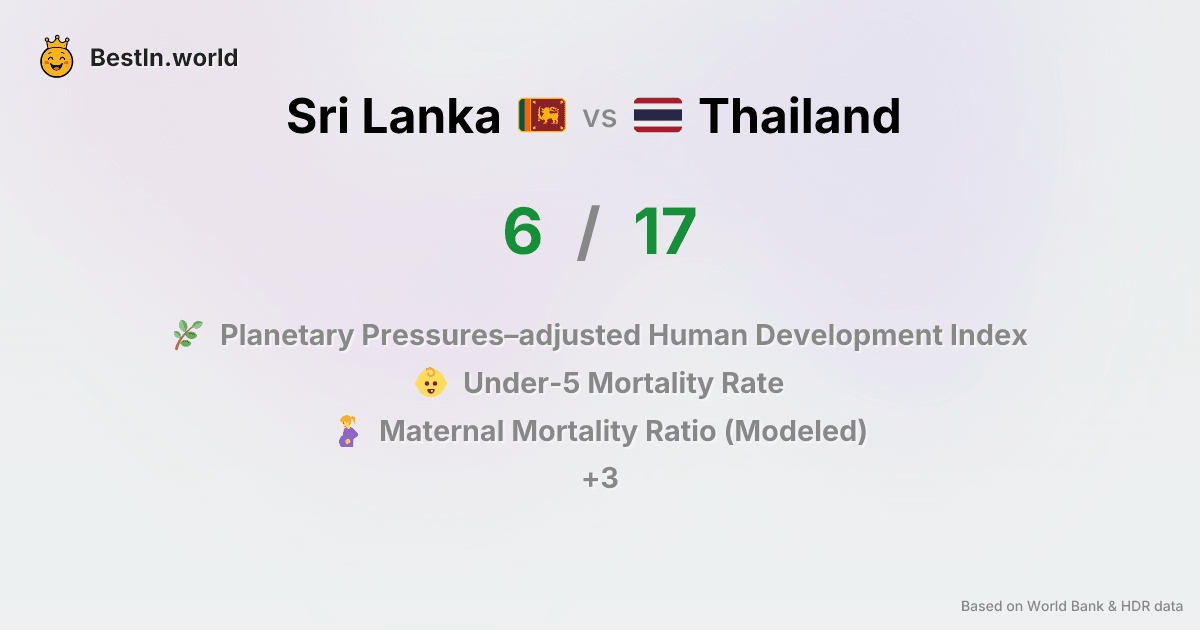 BestIn.world
Sri Lanka vs Thailand
6 / 17
Planetary Pressures–adjusted Human Development Index
Under-5 Mortality Rate
Maternal Mortality Ratio (Modeled)
+3
Based on World Bank & HDR data